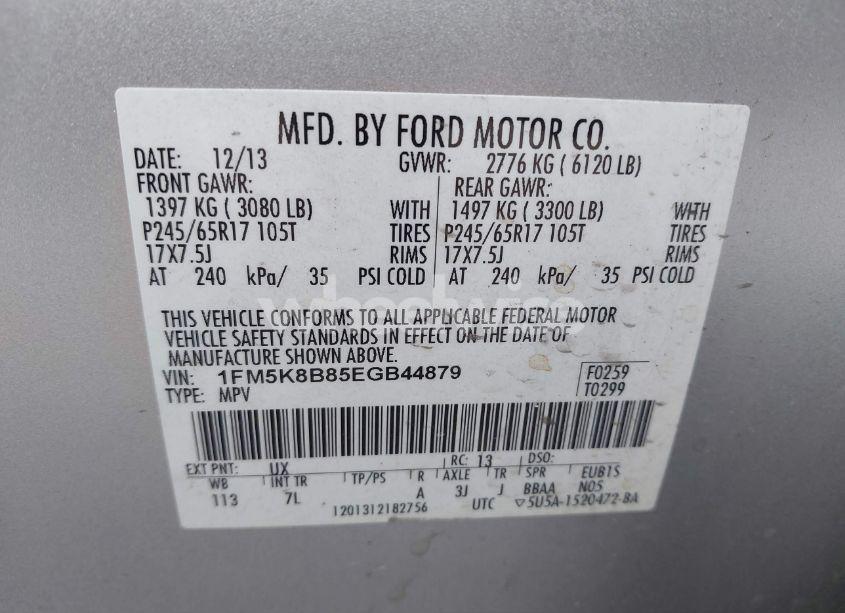 MFD. BY FORD MOTOR CO.
DATE: 12/13 GVWR: 2776 KG ( 6120 LB)
FRONT GAWR: REAR GAWR:
1397 KG ( 3080 LB) WITH 1497 KG ( 3300 LB) WITH
P245/65R17 105T TIRES P245/65R17 105T TIRES
17X7.5J RIMS 17X7.5J RIMS
AT 240 kPa/ 35 PSI COLD AT 240 kPa/ 35 PSI COLD
THIS VEHICLE CONFORMS TO ALL APPLICABLE FEDERAL MOTOR
VEHICLE SAFETY STANDARDS IN EFFECT ON THE DATE OF
MANUFACTURE SHOWN ABOVE.
VIN: 1FM5K8B85EGB44879 F0259
TYPE: MPV T0299
EXT PNT: UX RC: 13 DSO:
WB INT TR TP/PS R AXLE TR SPR EUB1S
113 7L A 3J J BBAA N05
1201312182756 UTC ▽5U5A-1520472-BA